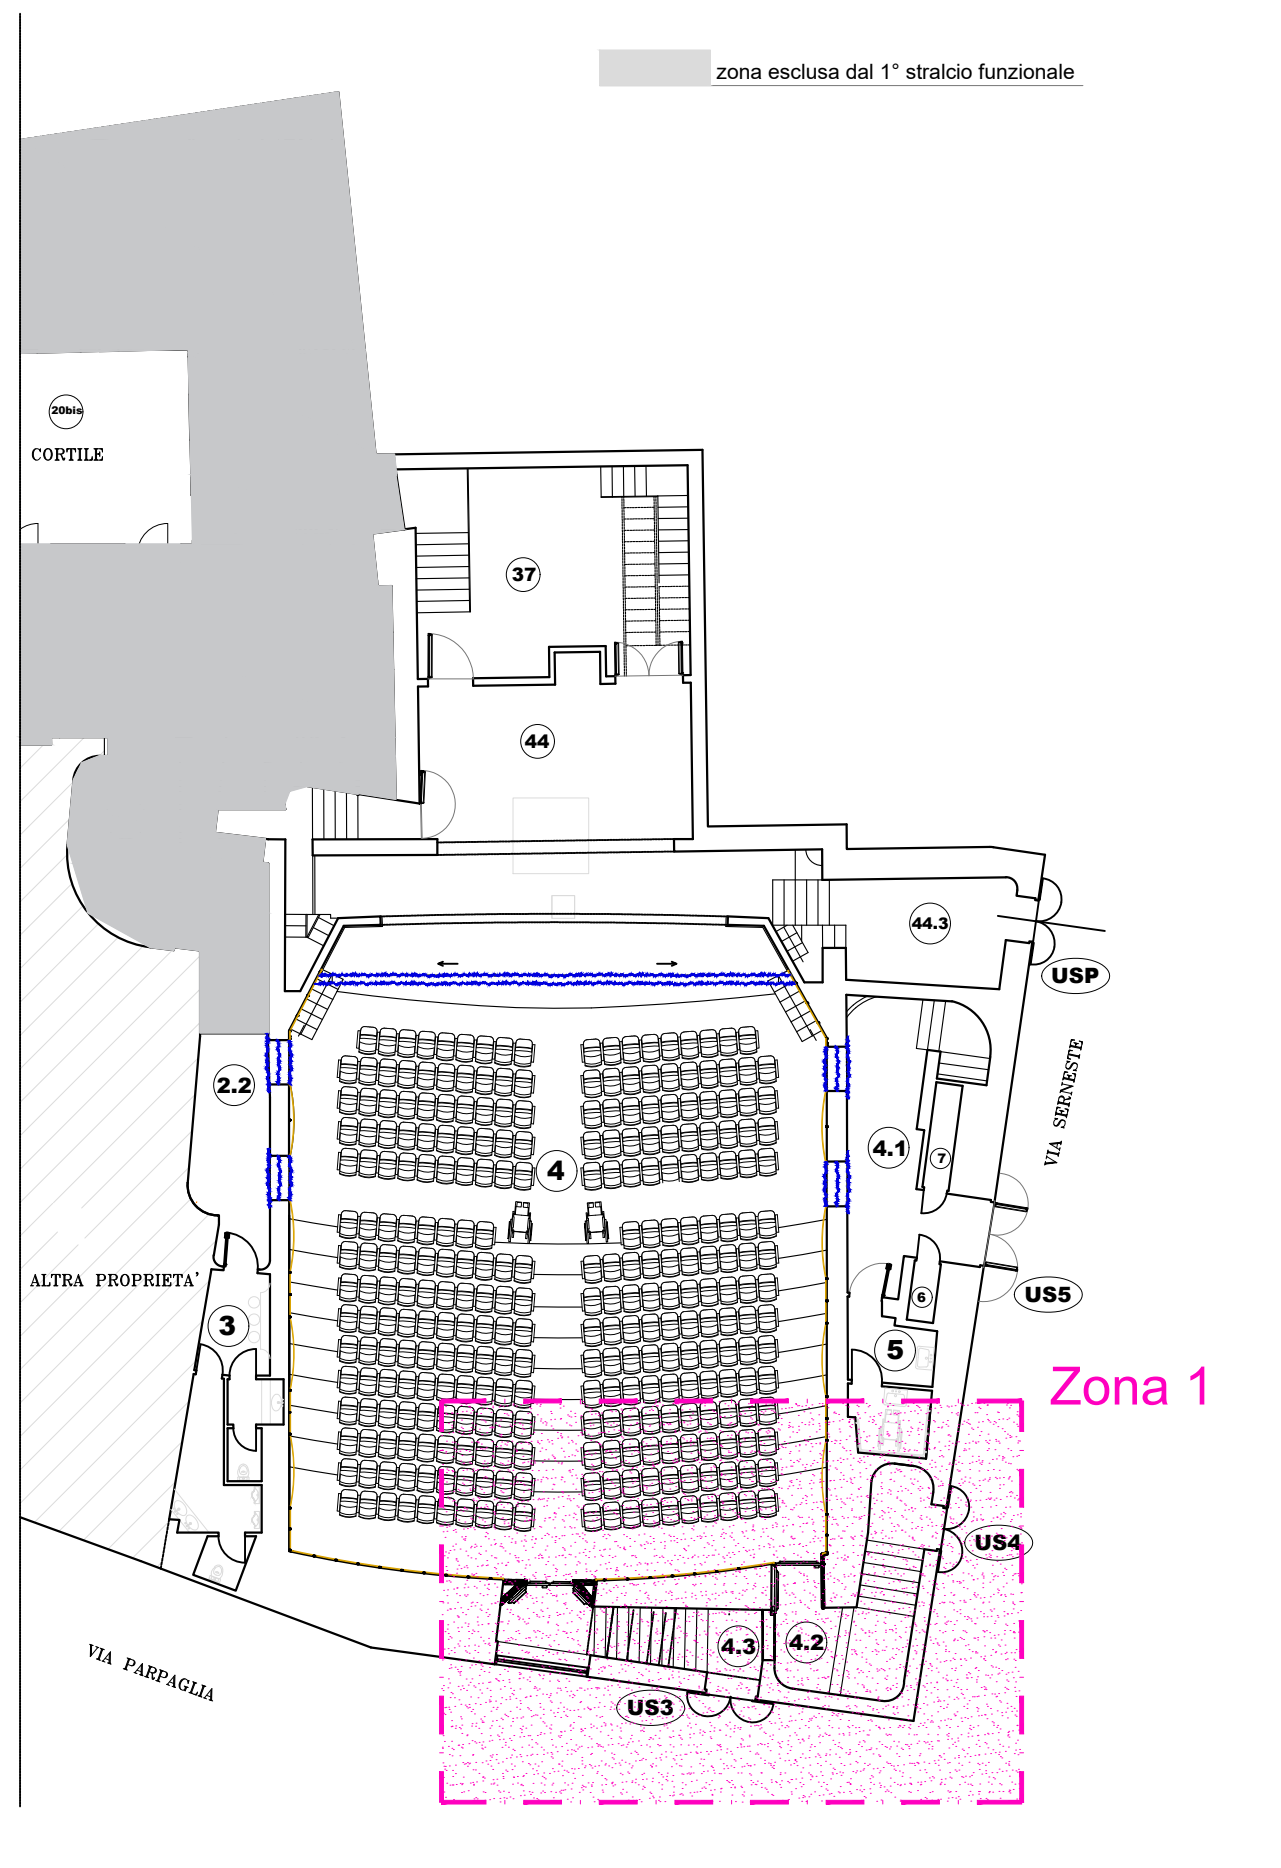 zona esclusa dal 1° stralcio funzionale
20bis
CORTILE
37
44
44.3
USP
2.2
VIA SERNESTE
4.1
7
4
ALTRA PROPRIETA'
US5
6
3
5
Zona 1
US4
4.3
4.2
VIA PARPAGLIA
US3